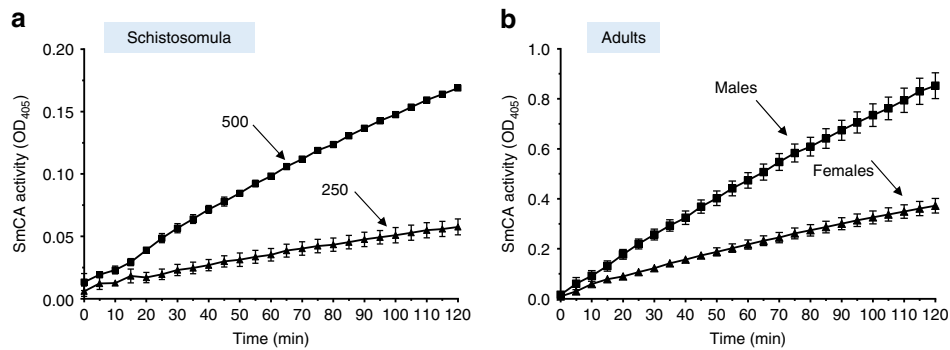 a
Schistosomula
SmCA activity (OD405)
0.20
0.15
0.10
0.05
0.00
500
250
0 10 20 30 40 50 60 70 80 90 100 110 120
Time (min)
b
Adults
SmCA activity (OD405)
1.0
0.8
0.6
0.4
0.2
0.0
Males
Females
0 10 20 30 40 50 60 70 80 90 100 110 120
Time (min)